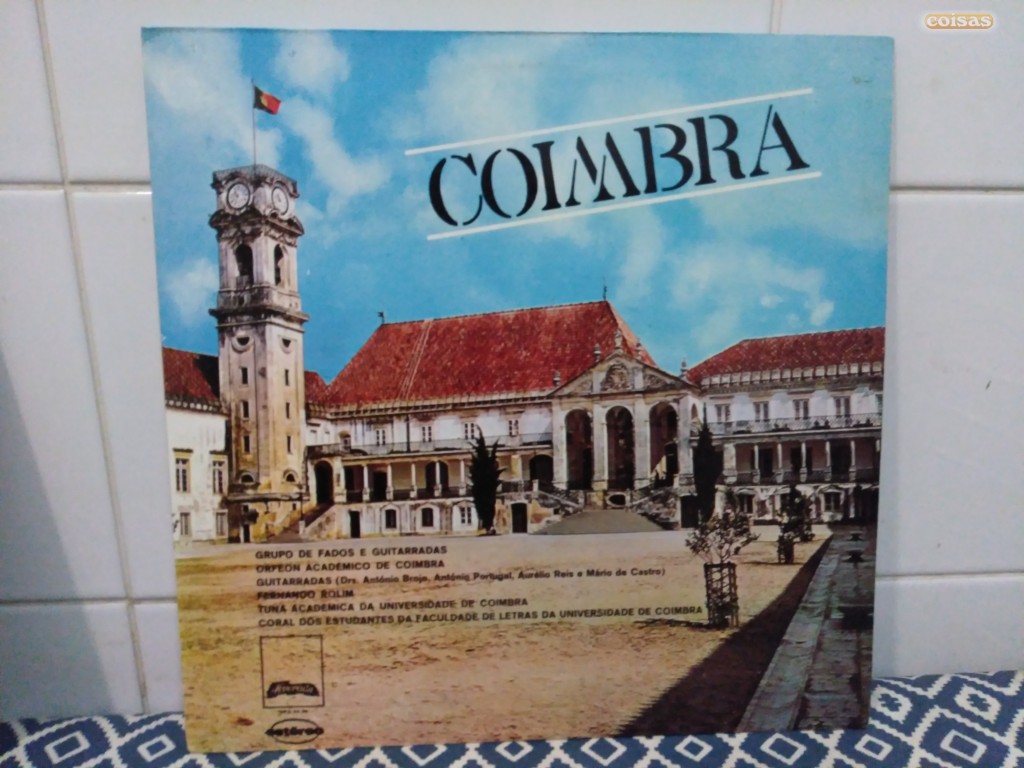 coisas
COIMBRA
GRUPO DE FADOS E GUITARRADAS
ORFEON ACADÉMICO DE COIMBRA
GUITARRADAS (Drs. António Brojo, António Portugal, Aurélio Reis e Mário de Castro)
FERNANDO ROLIM
TUNA ACADÉMICA DA UNIVERSIDADE DE COIMBRA
CORAL DOS ESTUDANTES DA FACULDADE DE LETRAS DA UNIVERSIDADE DE COIMBRA
estéreo